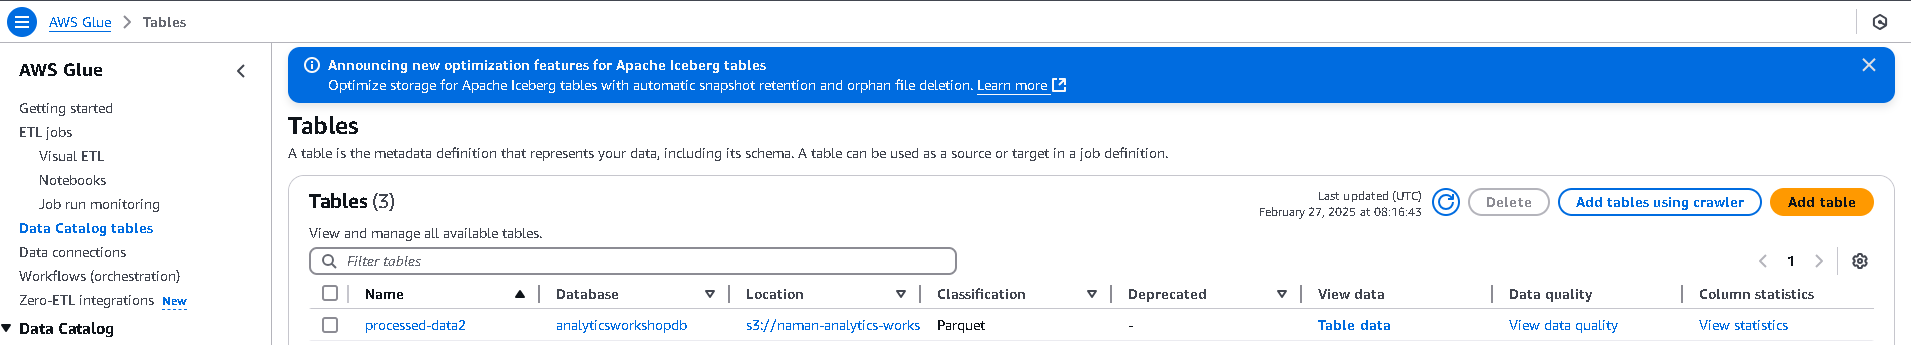 AWS Glue > Tables
AWS Glue
Getting started
ETL jobs
Visual ETL
Notebooks
Job run monitoring
Data Catalog tables
Data connections
Workflows (orchestration)
Zero-ETL integrations New
Data Catalog
Announcing new optimization features for Apache Iceberg tables
Optimize storage for Apache Iceberg tables with automatic snapshot retention and orphan file deletion. Learn more
Tables
A table is the metadata definition that represents your data, including its schema. A table can be used as a source or target in a job definition.
Tables (3)
Last updated (UTC)
February 27, 2025 at 08:16:43
Delete
Add tables using crawler
Add table
View and manage all available tables.
Filter tables
1
Name Database Location Classification Deprecated View data Data quality Column statistics
processed-data2 analyticsworkshopdb s3://naman-analytics-works Parquet - Table data View data quality View statistics